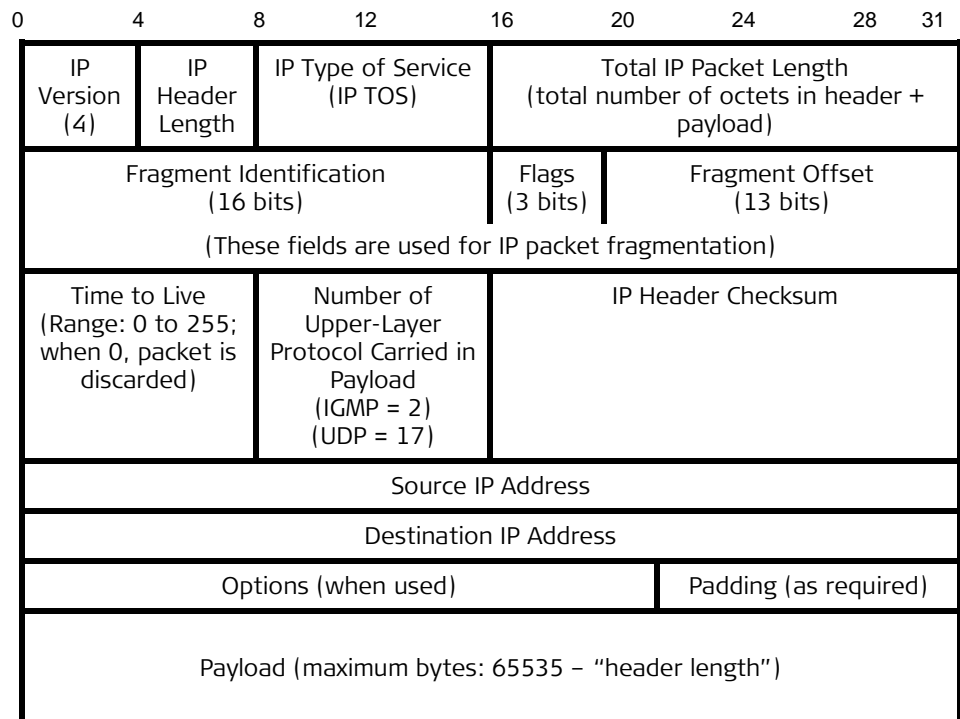 0 4 8 12 16 20 24 28 31
IP
Version
(4)
IP
Header
Length
IP Type of Service
(IP TOS)
Total IP Packet Length
(total number of octets in header +
payload)
Fragment Identification
(16 bits)
Flags
(3 bits)
Fragment Offset
(13 bits)
(These fields are used for IP packet fragmentation)
Time to Live
(Range: 0 to 255;
when 0, packet is
discarded)
Number of
Upper-Layer
Protocol Carried in
Payload
(IGMP = 2)
(UDP = 17)
IP Header Checksum
Source IP Address
Destination IP Address
Options (when used)
Padding (as required)
Payload (maximum bytes: 65535 – “header length”)